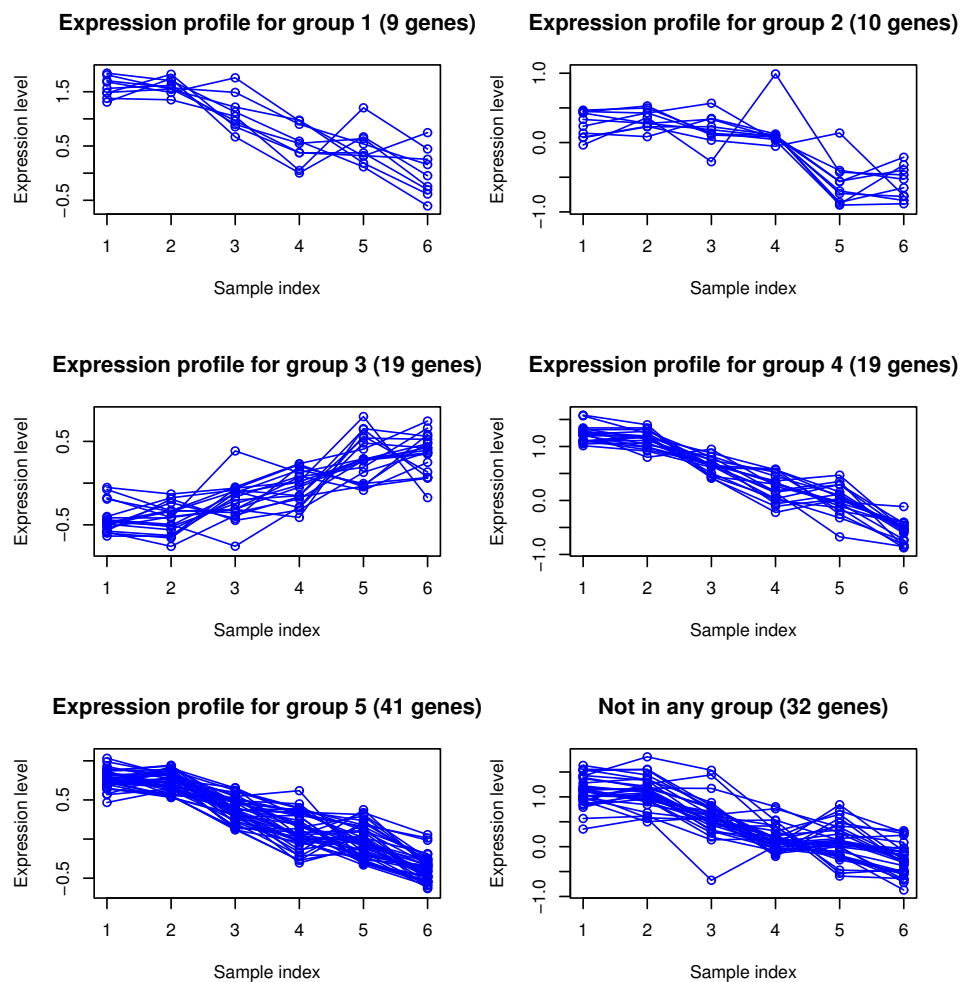 Expression profile for group 1 (9 genes)
Expression level
1.5
0.5
−0.5
1 2 3 4 5 6
Sample index
Expression profile for group 2 (10 genes)
Expression level
1.0
0.0
−1.0
1 2 3 4 5 6
Sample index
Expression profile for group 3 (19 genes)
Expression level
0.5
−0.5
1 2 3 4 5 6
Sample index
Expression profile for group 4 (19 genes)
Expression level
1.0
0.0
−1.0
1 2 3 4 5 6
Sample index
Expression profile for group 5 (41 genes)
Expression level
0.5
−0.5
1 2 3 4 5 6
Sample index
Not in any group (32 genes)
Expression level
1.0
0.0
−1.0
1 2 3 4 5 6
Sample index